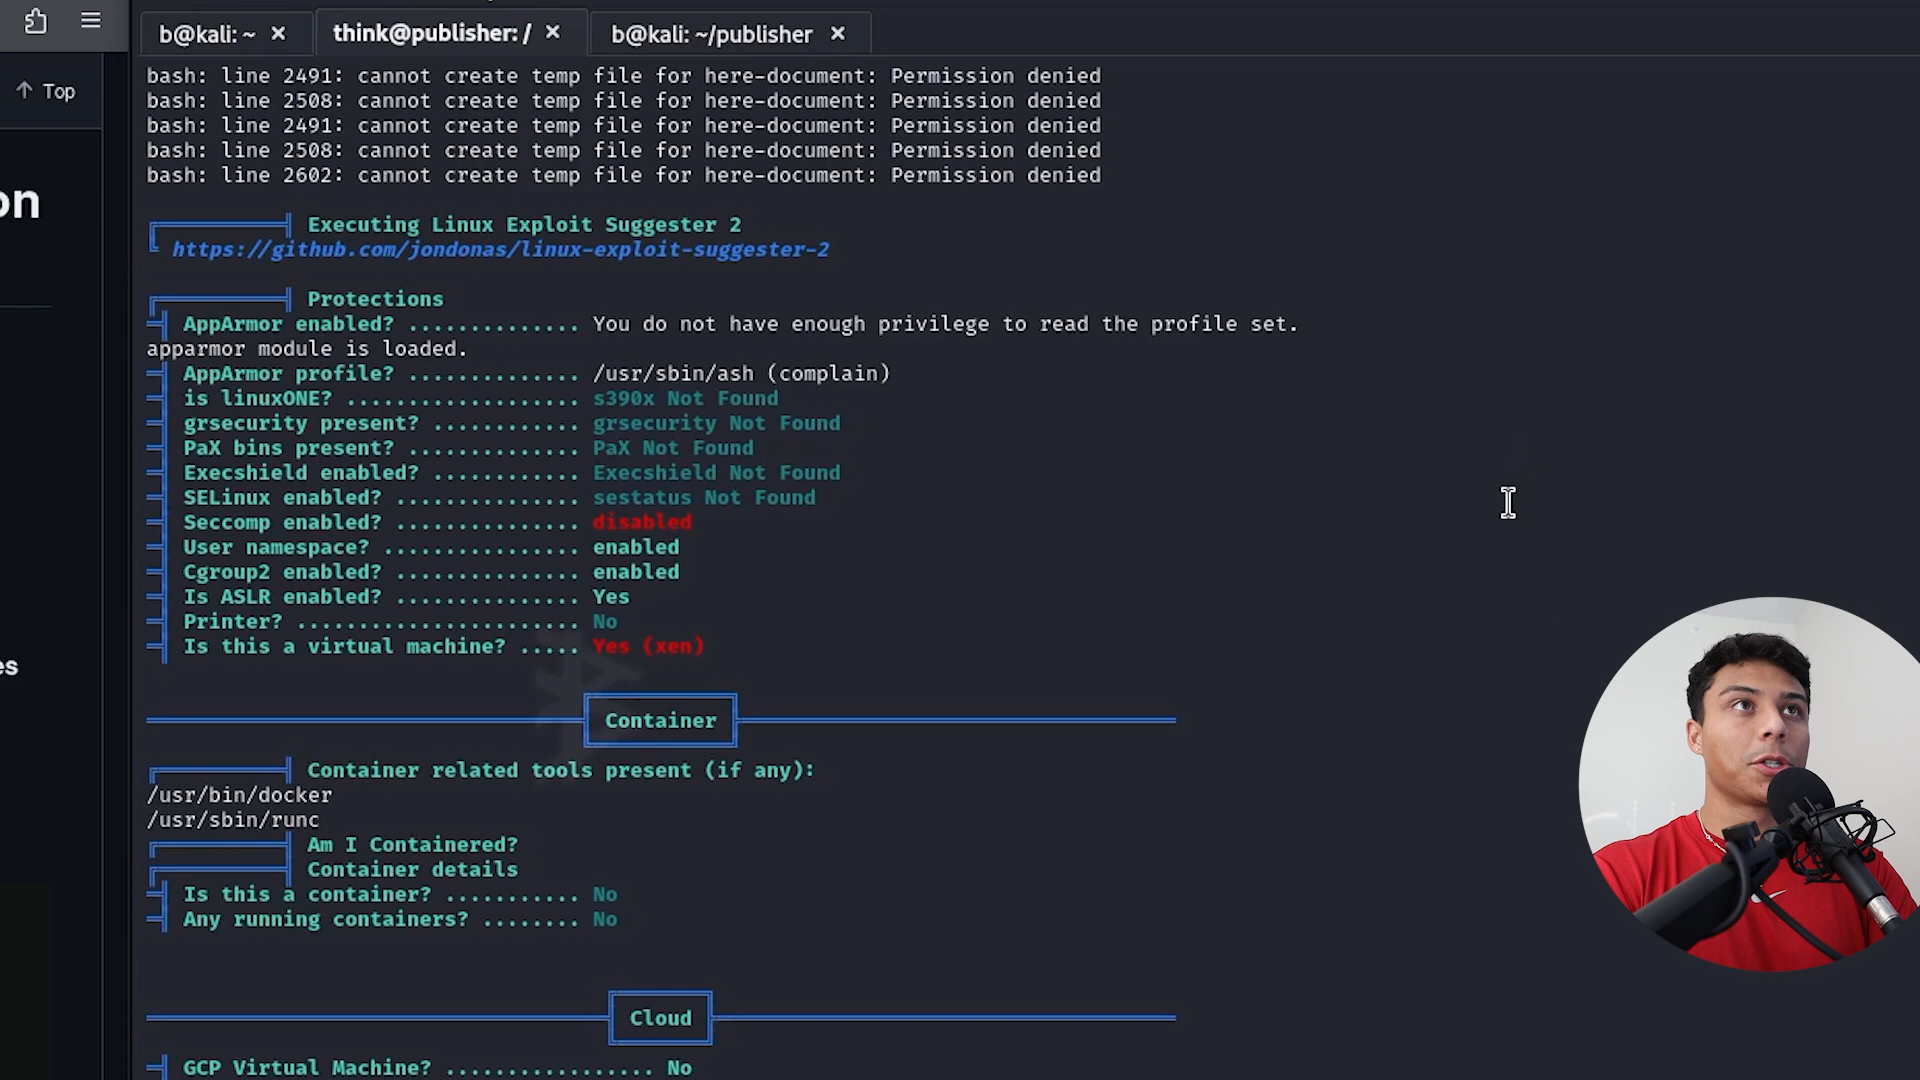 b@kali: ~ ✕
think@publisher: / ✕
b@kali: ~/publisher ✕
↑ Top
on
es
bash: line 2491: cannot create temp file for here-document: Permission denied
bash: line 2508: cannot create temp file for here-document: Permission denied
bash: line 2491: cannot create temp file for here-document: Permission denied
bash: line 2508: cannot create temp file for here-document: Permission denied
bash: line 2602: cannot create temp file for here-document: Permission denied
Executing Linux Exploit Suggester 2
https://github.com/jondonas/linux-exploit-suggester-2
Protections
AppArmor enabled? .............. You do not have enough privilege to read the profile set.
apparmor module is loaded.
AppArmor profile? .............. /usr/sbin/ash (complain)
is linuxONE? ................... s390x Not Found
grsecurity present? ............ grsecurity Not Found
PaX bins present? .............. PaX Not Found
Execshield enabled? ............ Execshield Not Found
SELinux enabled? ............... sestatus Not Found
Seccomp enabled? ............... disabled
User namespace? ................ enabled
Cgroup2 enabled? ............... enabled
Is ASLR enabled? ............... Yes
Printer? ....................... No
Is this a virtual machine? ..... Yes (xen)
Container
Container related tools present (if any):
/usr/bin/docker
/usr/sbin/runc
Am I Containered?
Container details
Is this a container? ........... No
Any running containers? ........ No
Cloud
GCP Virtual Machine? ................. No